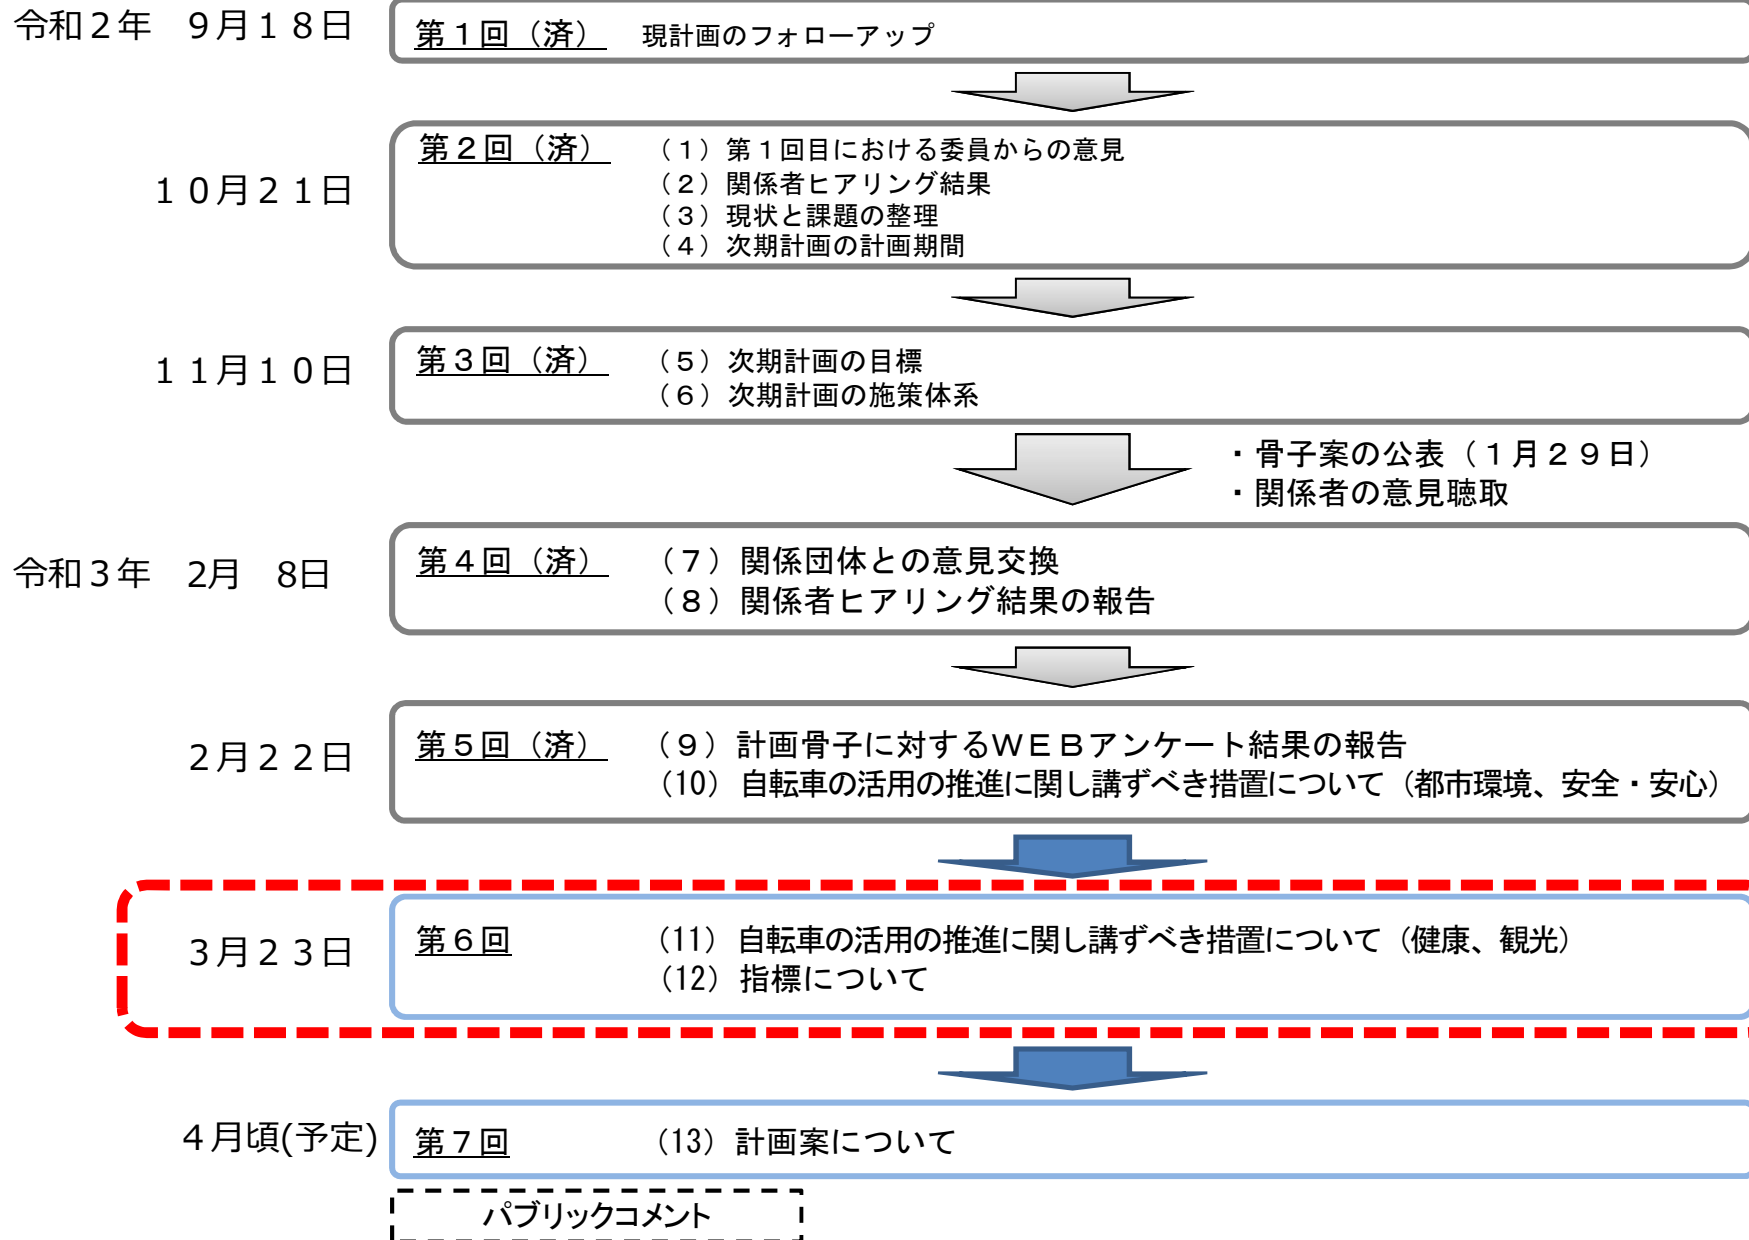 令和２年　９月１８日
第１回（済）　現計画のフォローアップ
１０月２１日
第２回（済）　（１）第１回目における委員からの意見
（２）関係者ヒアリング結果
（３）現状と課題の整理
（４）次期計画の計画期間
１１月１０日
第３回（済）　（５）次期計画の目標
（６）次期計画の施策体系
・骨子案の公表（１月２９日）
・関係者の意見聴取
令和３年　2月　8日
第４回（済）　（７）関係団体との意見交換
（８）関係者ヒアリング結果の報告
２月２２日
第５回（済）　（９）計画骨子に対するＷＥＢアンケート結果の報告
（10）自転車の活用の推進に関し講ずべき措置について（都市環境、安全・安心）
３月２３日
第６回　（11）自転車の活用の推進に関し講ずべき措置について（健康、観光）
（12）指標について
４月頃(予定)
第７回　（13）計画案について
パブリックコメント